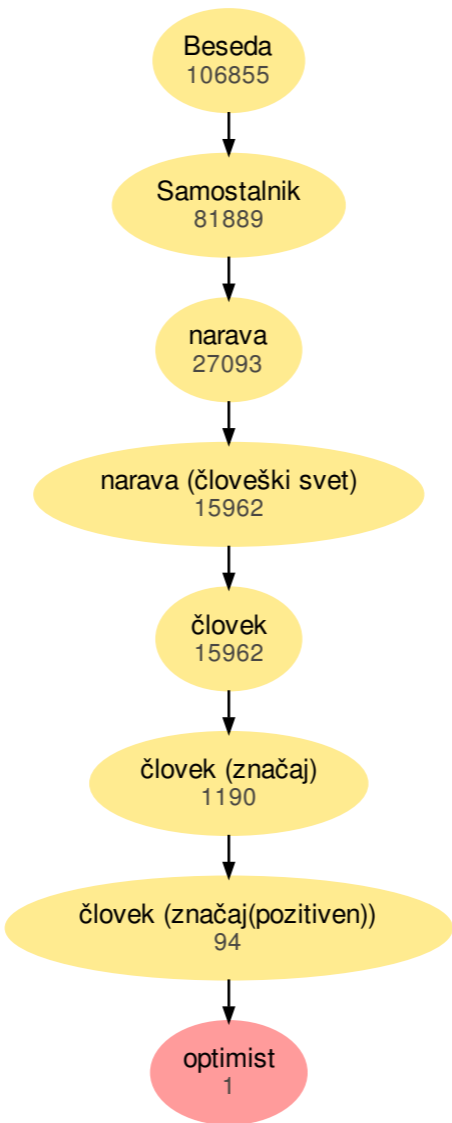 Beseda
106855
Samostalnik
81889
narava
27093
narava (človeški svet)
15962
človek
15962
človek (značaj)
1190
človek (značaj(pozitiven))
94
optimist
1